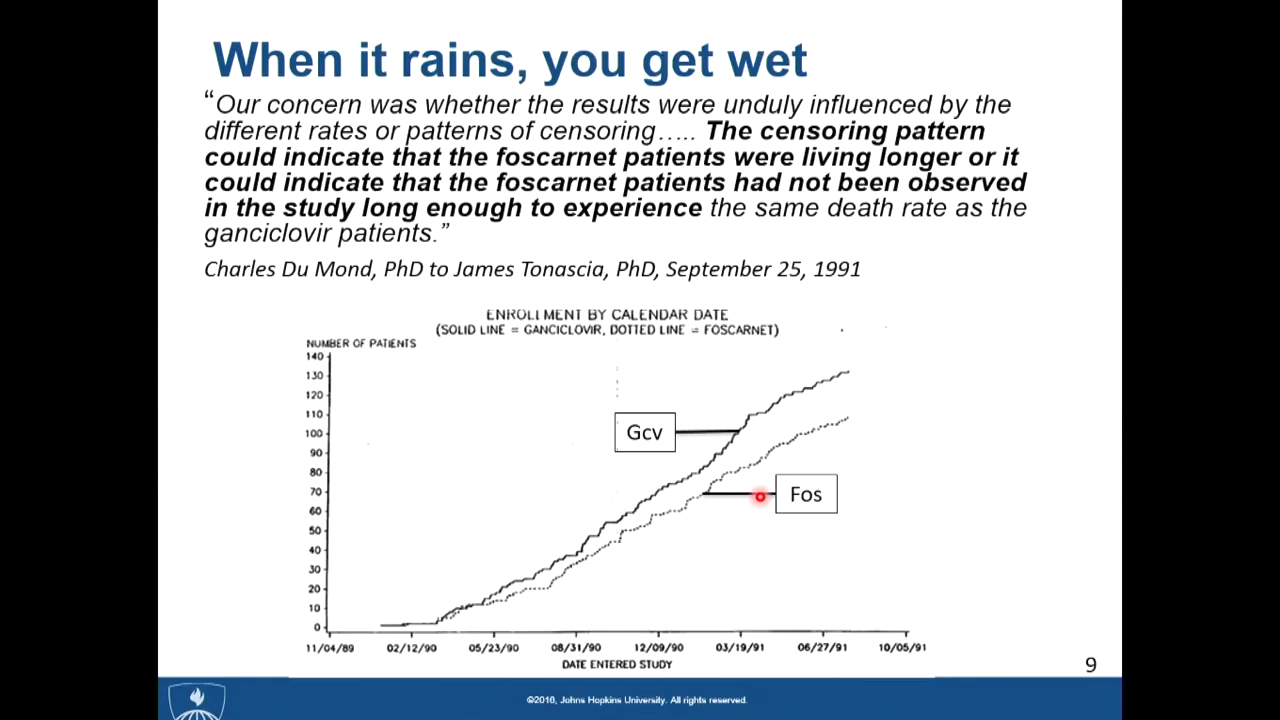 When it rains, you get wet
“Our concern was whether the results were unduly influenced by the
different rates or patterns of censoring….. The censoring pattern
could indicate that the foscarnet patients were living longer or it
could indicate that the foscarnet patients had not been observed
in the study long enough to experience the same death rate as the
ganciclovir patients.”
Charles Du Mond, PhD to James Tonascia, PhD, September 25, 1991
ENROLLMENT BY CALENDAR DATE
(SOLID LINE = GANCICLOVIR, DOTTED LINE = FOSCARNET)
NUMBER OF PATIENTS
140
130
120
110
100
90
80
70
60
50
40
30
20
10
0
Gcv
Fos
11/04/89 02/12/90 05/23/90 08/31/90 12/09/90 03/19/91 06/27/91 10/05/91
DATE ENTERED STUDY
9
©2016, Johns Hopkins University. All rights reserved.